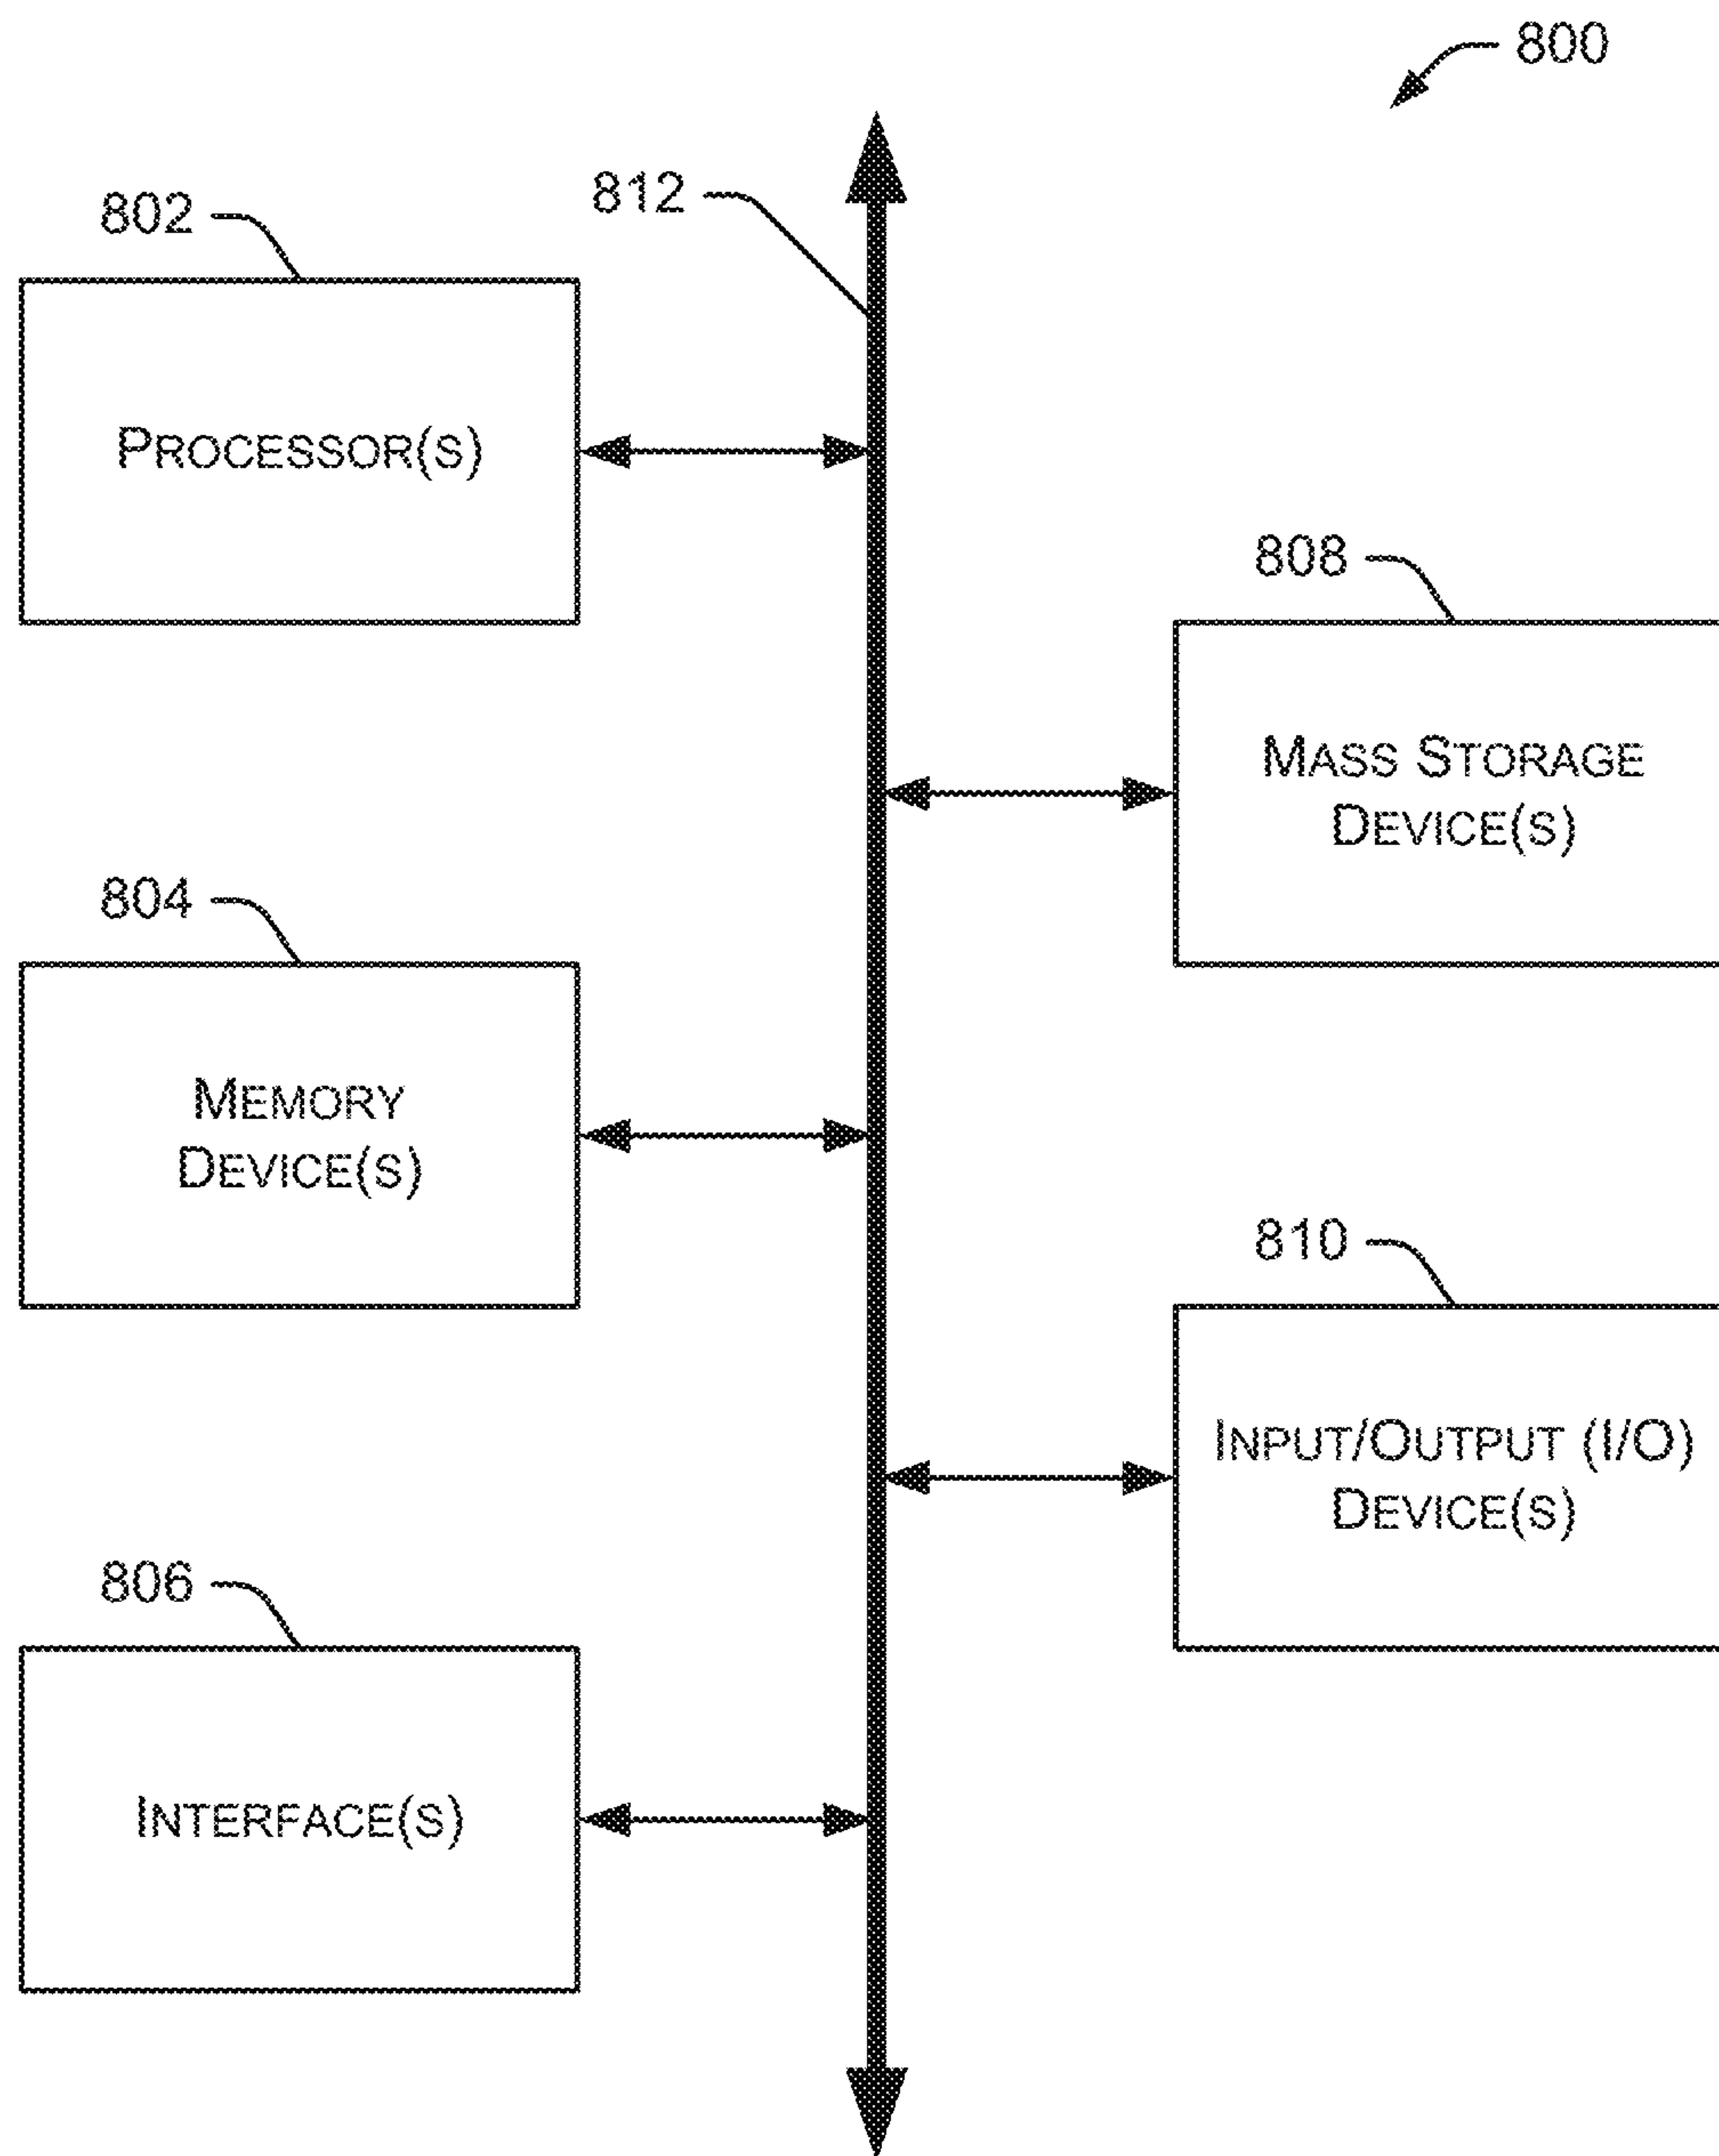 800
812
802
PROCESSOR(S)
808
MASS STORAGE
DEVICE(S)
804
MEMORY
DEVICE(S)
810
INPUT/OUTPUT (I/O)
DEVICE(S)
806
INTERFACE(S)